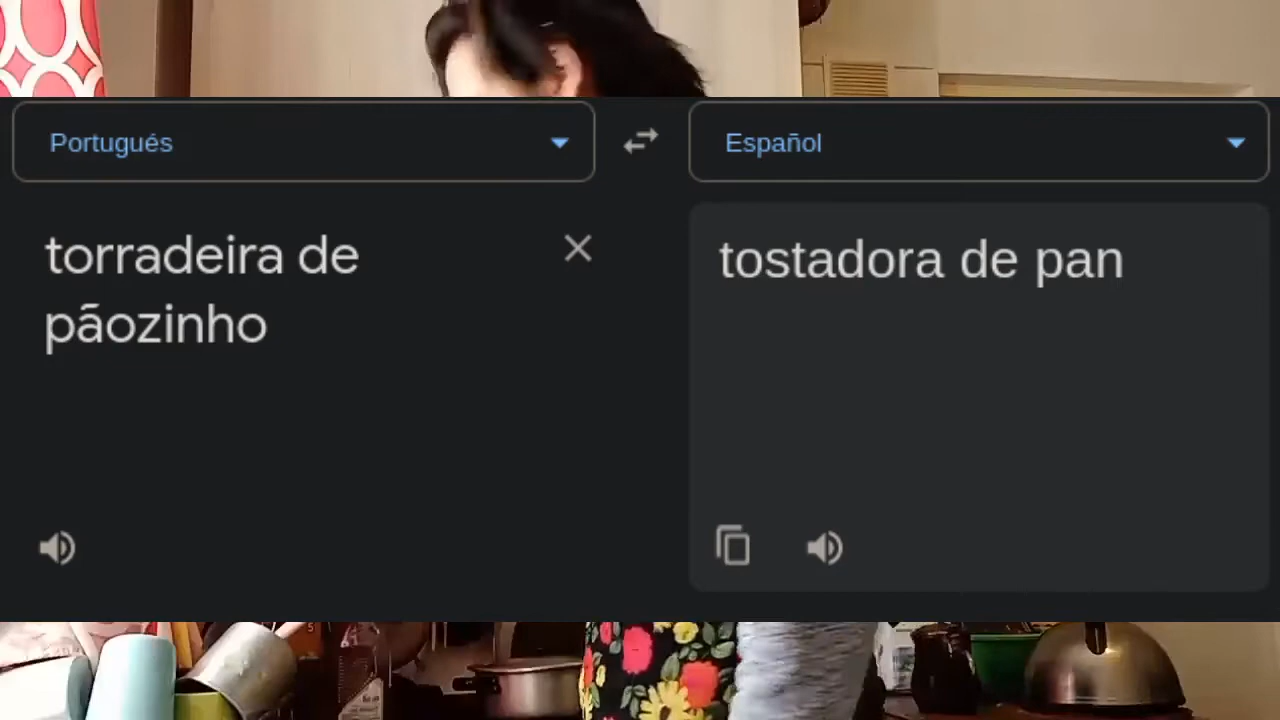 Portugués
Español
torradeira de
pãozinho
tostadora de pan